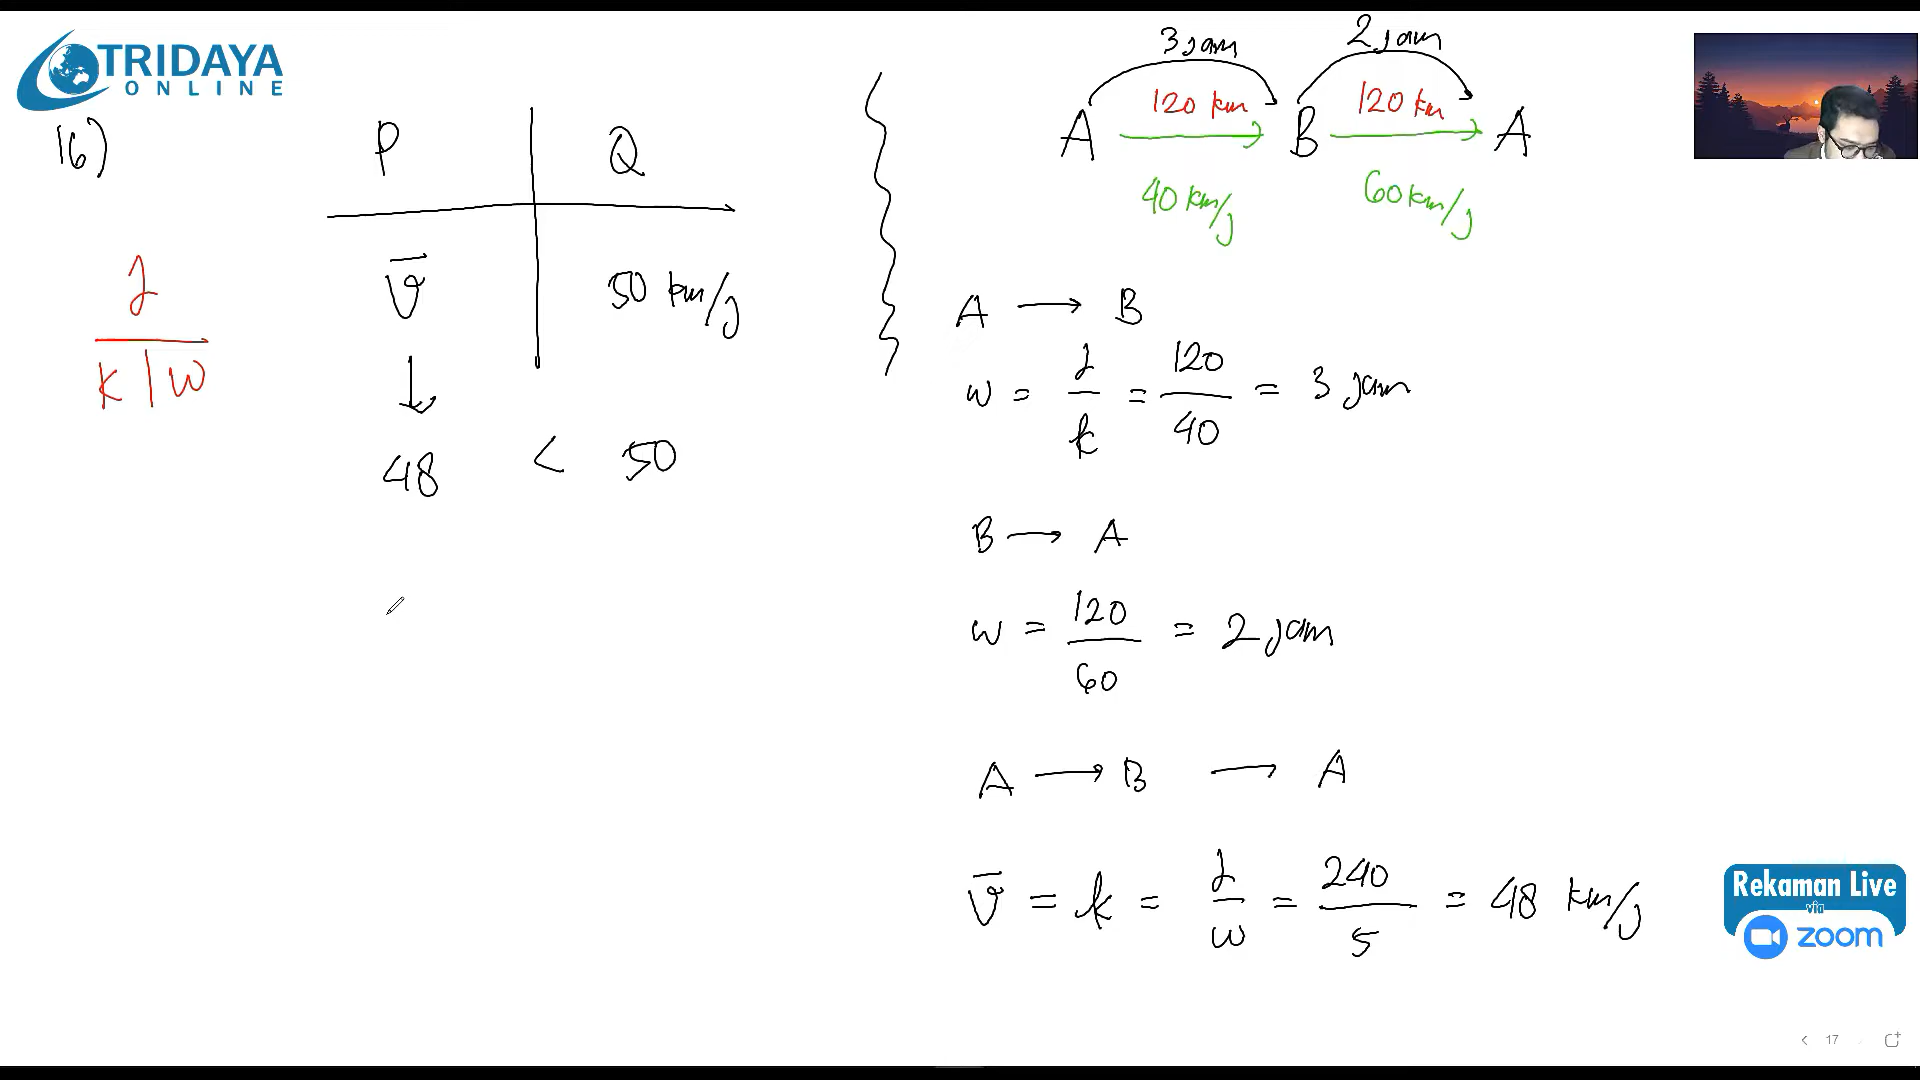 TRIDAYA
ONLINE
16)
P Q
v̅ 50 km/j
48 < 50
J
K | W
3 jam 2 jam
A 120 km B 120 km A
40 km/j 60 km/j
A → B
w = J/k = 120/40 = 3 jam
B → A
w = 120/60 = 2 jam
A → B → A
v̅ = k = J/w = 240/5 = 48 km/j
Rekaman Live
via
zoom
17